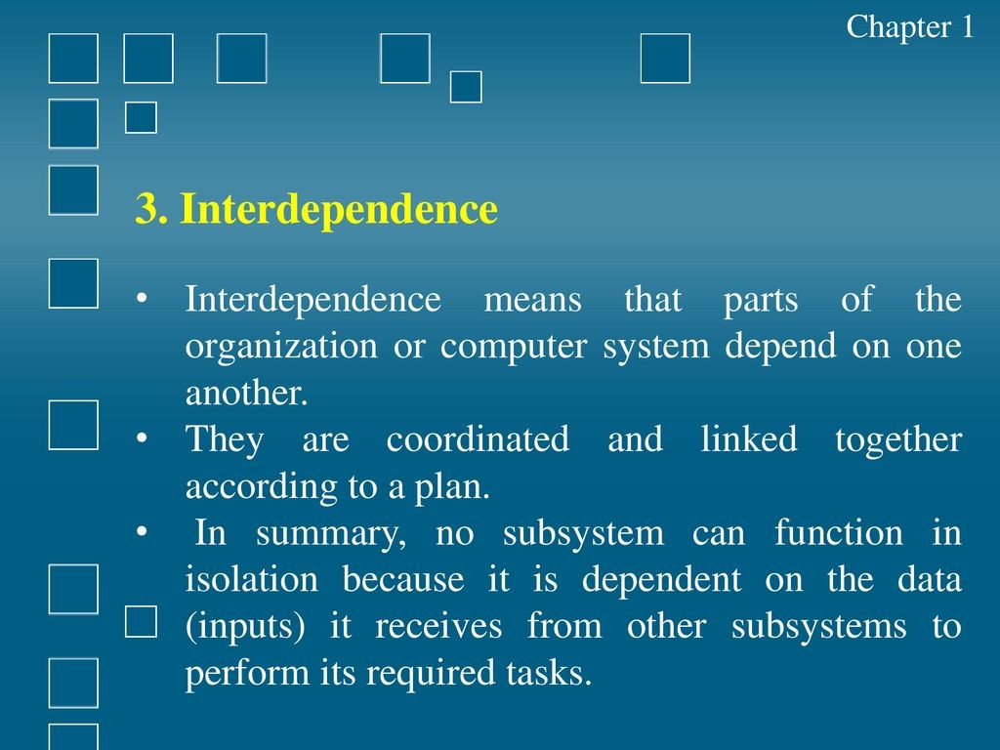 Chapter 1
3. Interdependence
• Interdependence means that parts of the
organization or computer system depend on one
another.
• They are coordinated and linked together
according to a plan.
• In summary, no subsystem can function in
isolation because it is dependent on the data
(inputs) it receives from other subsystems to
perform its required tasks.